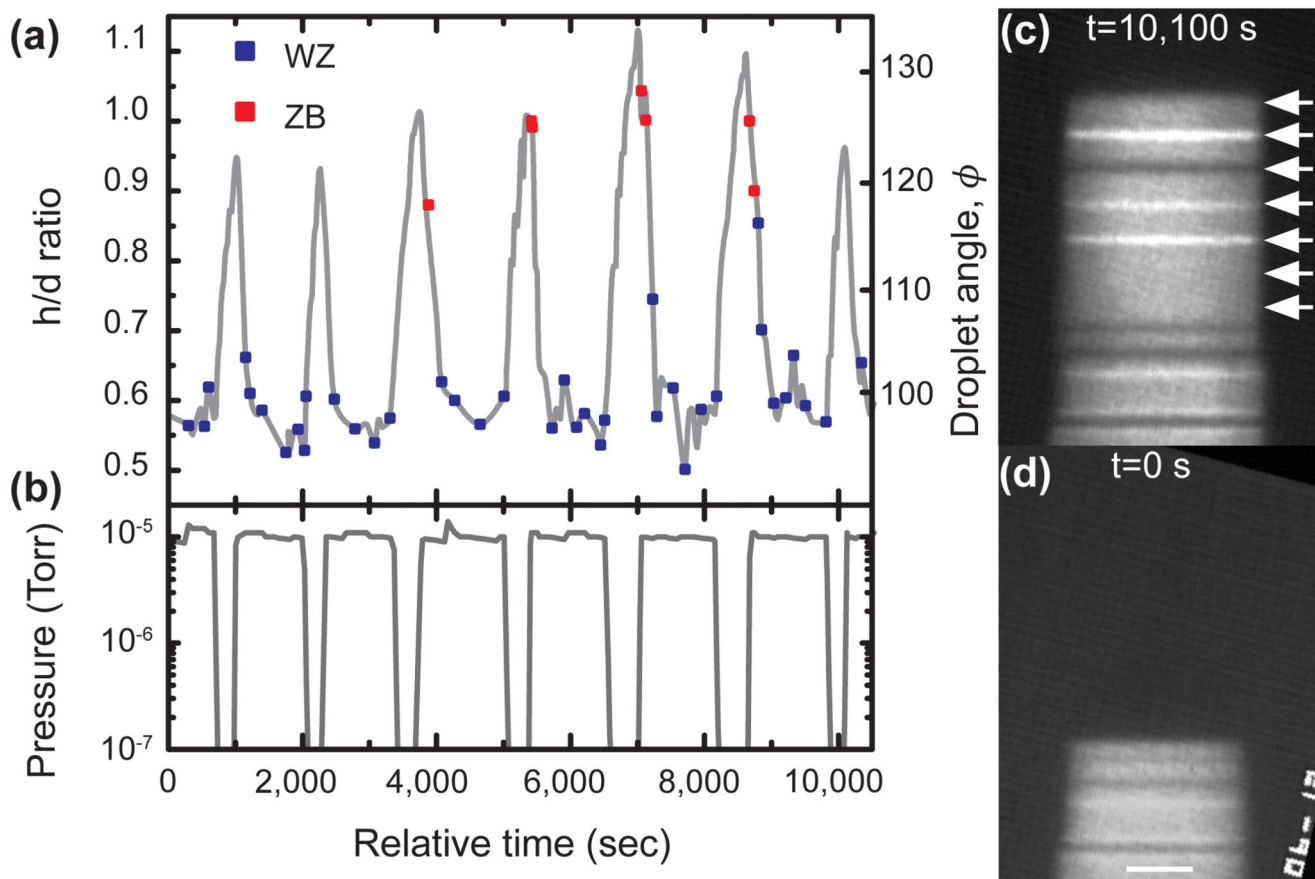 (a)
1.1
1.0
0.9
0.8
0.7
0.6
0.5
h/d ratio
WZ
ZB
130
120
110
100
Droplet angle, ϕ
(b)
10-5
10-6
10-7
Pressure (Torr)
0
2,000
4,000
6,000
8,000
10,000
Relative time (sec)
(c)
t=10,100 s
(d)
t=0 s